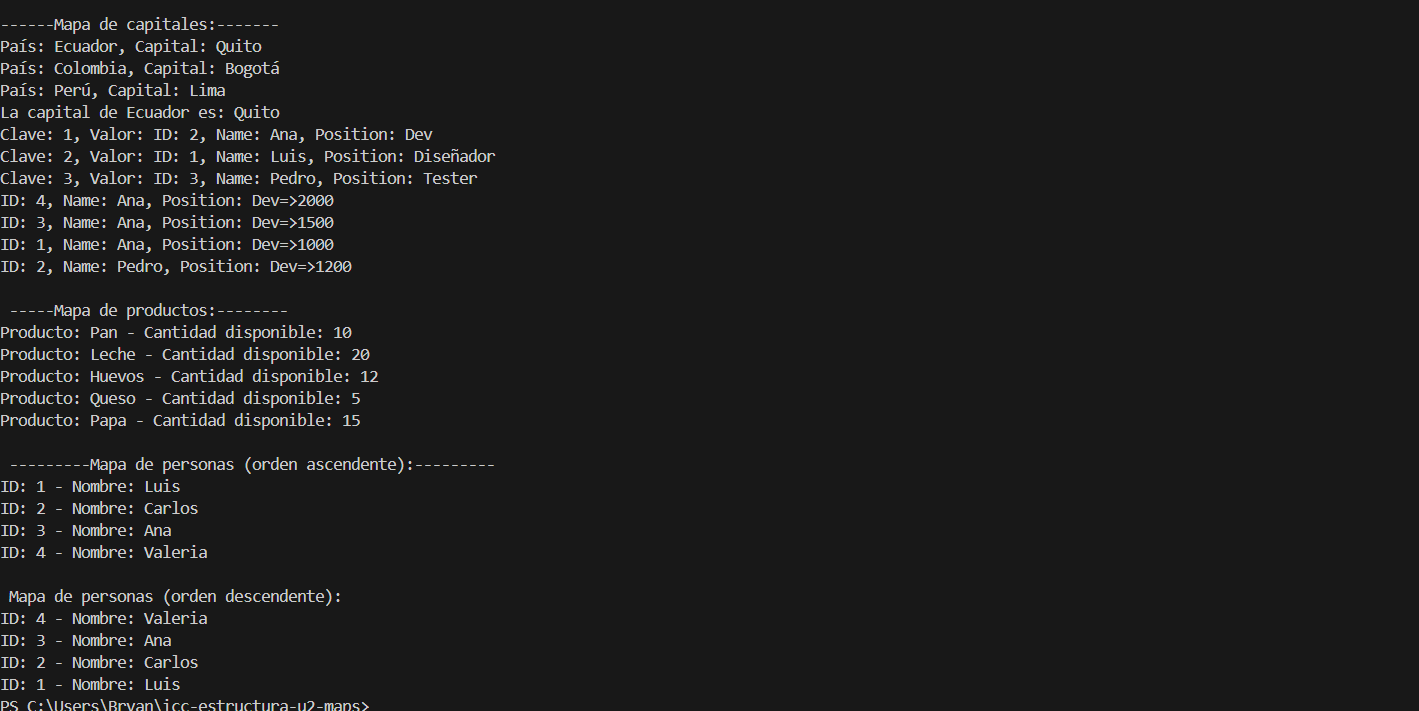 ------Mapa de capitales:-------
País: Ecuador, Capital: Quito
País: Colombia, Capital: Bogotá
País: Perú, Capital: Lima
La capital de Ecuador es: Quito
Clave: 1, Valor: ID: 2, Name: Ana, Position: Dev
Clave: 2, Valor: ID: 1, Name: Luis, Position: Diseñador
Clave: 3, Valor: ID: 3, Name: Pedro, Position: Tester
ID: 4, Name: Ana, Position: Dev=>2000
ID: 3, Name: Ana, Position: Dev=>1500
ID: 1, Name: Ana, Position: Dev=>1000
ID: 2, Name: Pedro, Position: Dev=>1200
-----Mapa de productos:--------
Producto: Pan - Cantidad disponible: 10
Producto: Leche - Cantidad disponible: 20
Producto: Huevos - Cantidad disponible: 12
Producto: Queso - Cantidad disponible: 5
Producto: Papa - Cantidad disponible: 15
---------Mapa de personas (orden ascendente):---------
ID: 1 - Nombre: Luis
ID: 2 - Nombre: Carlos
ID: 3 - Nombre: Ana
ID: 4 - Nombre: Valeria
Mapa de personas (orden descendente):
ID: 4 - Nombre: Valeria
ID: 3 - Nombre: Ana
ID: 2 - Nombre: Carlos
ID: 1 - Nombre: Luis
PS C:\Users\Bryan\icc-estructura-u2-maps>